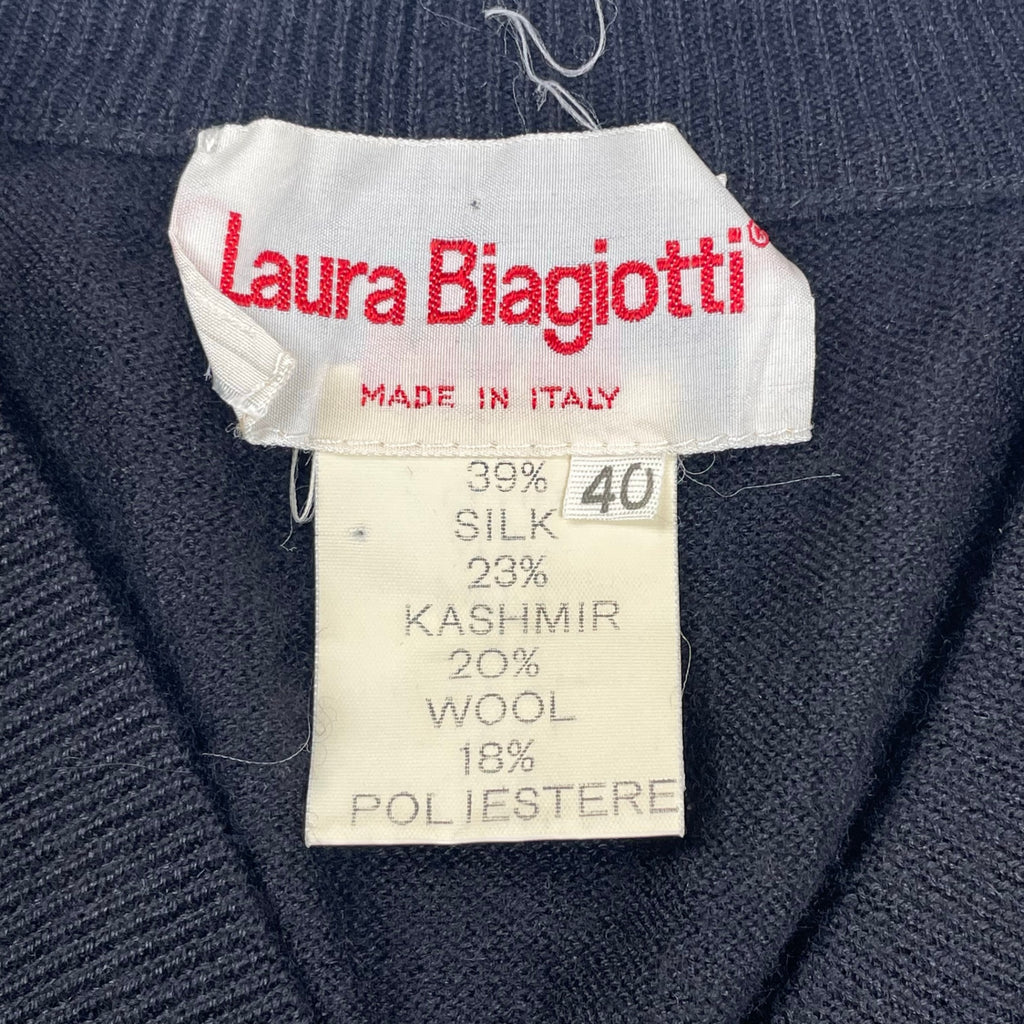 Laura Biagiotti®
MADE IN ITALY
40
39%
SILK
23%
KASHMIR
20%
WOOL
18%
POLIESTERE